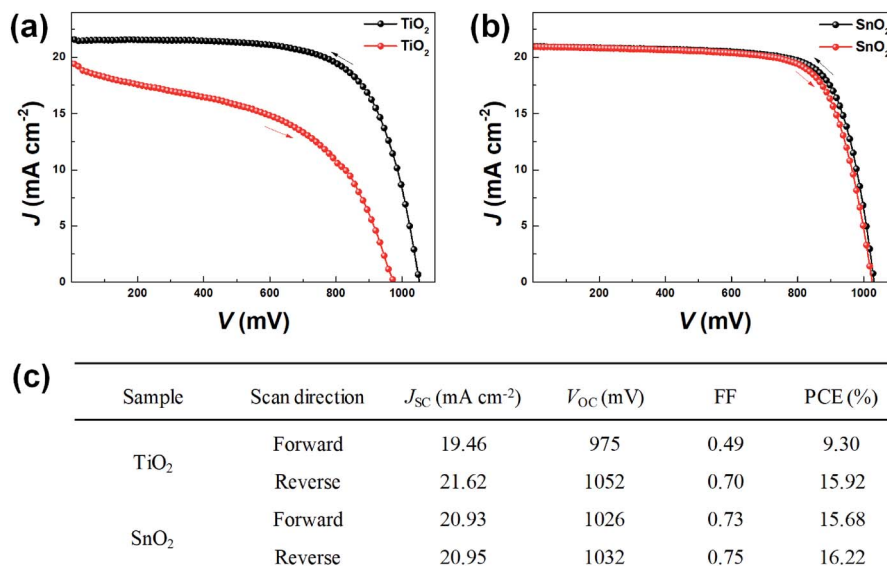 (a)
TiO2
TiO2
J (mA cm-2)
20
15
10
5
0
0 200 400 600 800 1000
V (mV)
(b)
SnO2
SnO2
J (mA cm-2)
20
15
10
5
0
200 400 600 800 1000
V (mV)
(c)
Sample Scan direction JSC (mA cm-2) VOC (mV) FF PCE (%)
TiO2
Forward 19.46 975 0.49 9.30
Reverse 21.62 1052 0.70 15.92
SnO2
Forward 20.93 1026 0.73 15.68
Reverse 20.95 1032 0.75 16.22